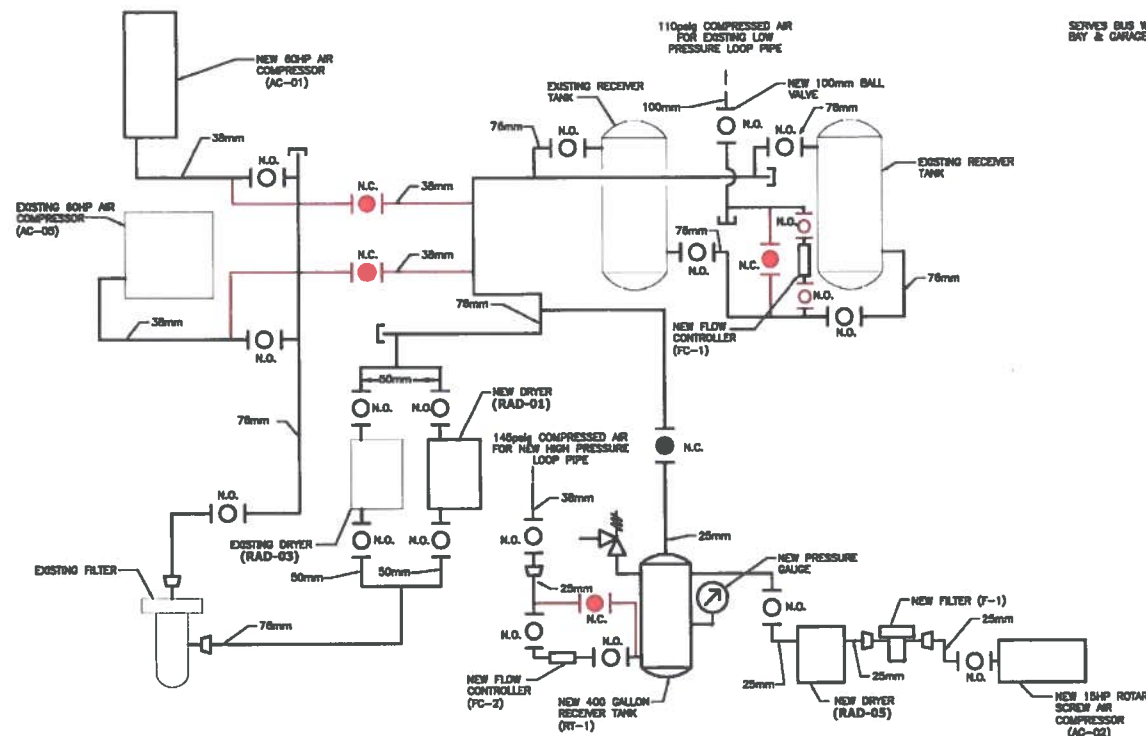 110psig COMPRESSED AIR
FOR EXISTING LOW
PRESSURE LOOP PIPE
SERVES BUS
BAY & GARAGE
NEW 60HP AIR
COMPRESSOR
(AC-01)
EXISTING RECEIVER
TANK
NEW 100mm BALL
VALVE
100mm
N.O.
76mm
N.O.
N.O.
76mm
38mm
N.O.
EXISTING RECEIVER
TANK
N.C.
38mm
EXISTING 60HP AIR
COMPRESSOR
(AC-05)
N.O.
76mm
N.C.
38mm
N.O.
N.C.
N.O.
76mm
38mm
N.O.
76mm
N.O.
NEW FLOW
CONTROLLER
(FC-1)
50mm
NEW DRYER
(RAD-01)
N.O.
N.O.
76mm
145psig COMPRESSED AIR
FOR NEW HIGH PRESSURE
LOOP PIPE
N.C.
38mm
N.O.
N.O.
N.O.
N.O.
25mm
EXISTING DRYER
(RAD-03)
NEW PRESSURE
GAUGE
EXISTING FILTER
50mm
50mm
25mm
N.O.
NEW FILTER (F-1)
N.C.
25mm
76mm
N.O.
N.O.
25mm
25mm
N.O.
NEW FLOW
CONTROLLER
(FC-2)
NEW 400 GALLON
RECEIVER TANK
(RT-1)
NEW DRYER
(RAD-05)
NEW 15HP ROTAR
SCREW AIR
COMPRESSOR
(AC-02)